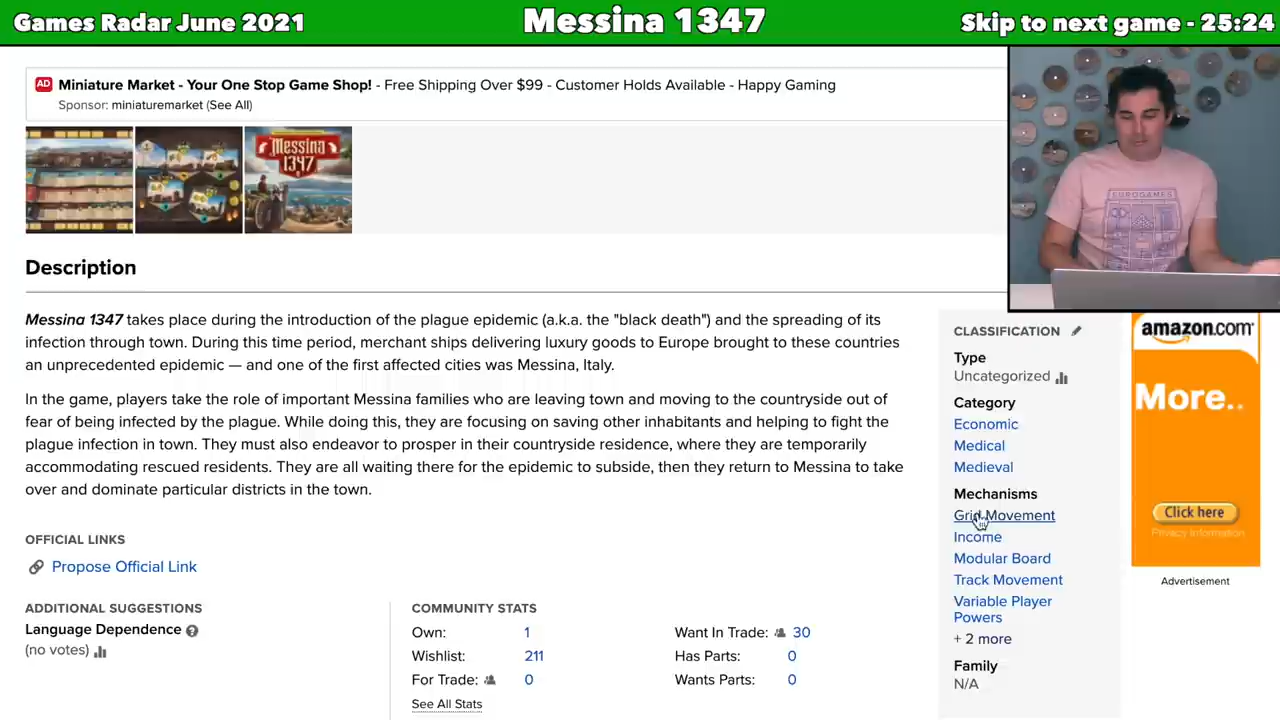 Games Radar June 2021
Messina 1347
Skip to next game - 25:24
AD Miniature Market - Your One Stop Game Shop! - Free Shipping Over $99 - Customer Holds Available - Happy Gaming
Sponsor: miniaturemarket (See All)
Messina
1347
EUROGAMES
Description
Messina 1347 takes place during the introduction of the plague epidemic (a.k.a. the "black death") and the spreading of its
infection through town. During this time period, merchant ships delivering luxury goods to Europe brought to these countries
an unprecedented epidemic — and one of the first affected cities was Messina, Italy.
In the game, players take the role of important Messina families who are leaving town and moving to the countryside out of
fear of being infected by the plague. While doing this, they are focusing on saving other inhabitants and helping to fight the
plague infection in town. They must also endeavor to prosper in their countryside residence, where they are temporarily
accommodating rescued residents. They are all waiting there for the epidemic to subside, then they return to Messina to take
over and dominate particular districts in the town.
OFFICIAL LINKS
Propose Official Link
ADDITIONAL SUGGESTIONS
Language Dependence
(no votes)
COMMUNITY STATS
Own: 1
Wishlist: 211
For Trade: 0
See All Stats
Want In Trade: 30
Has Parts: 0
Wants Parts: 0
CLASSIFICATION
Type
Uncategorized
Category
Economic
Medical
Medieval
Mechanisms
Grid Movement
Income
Modular Board
Track Movement
Variable Player
Powers
+ 2 more
Family
N/A
amazon.com
More..
Click here
Privacy Information
Advertisement